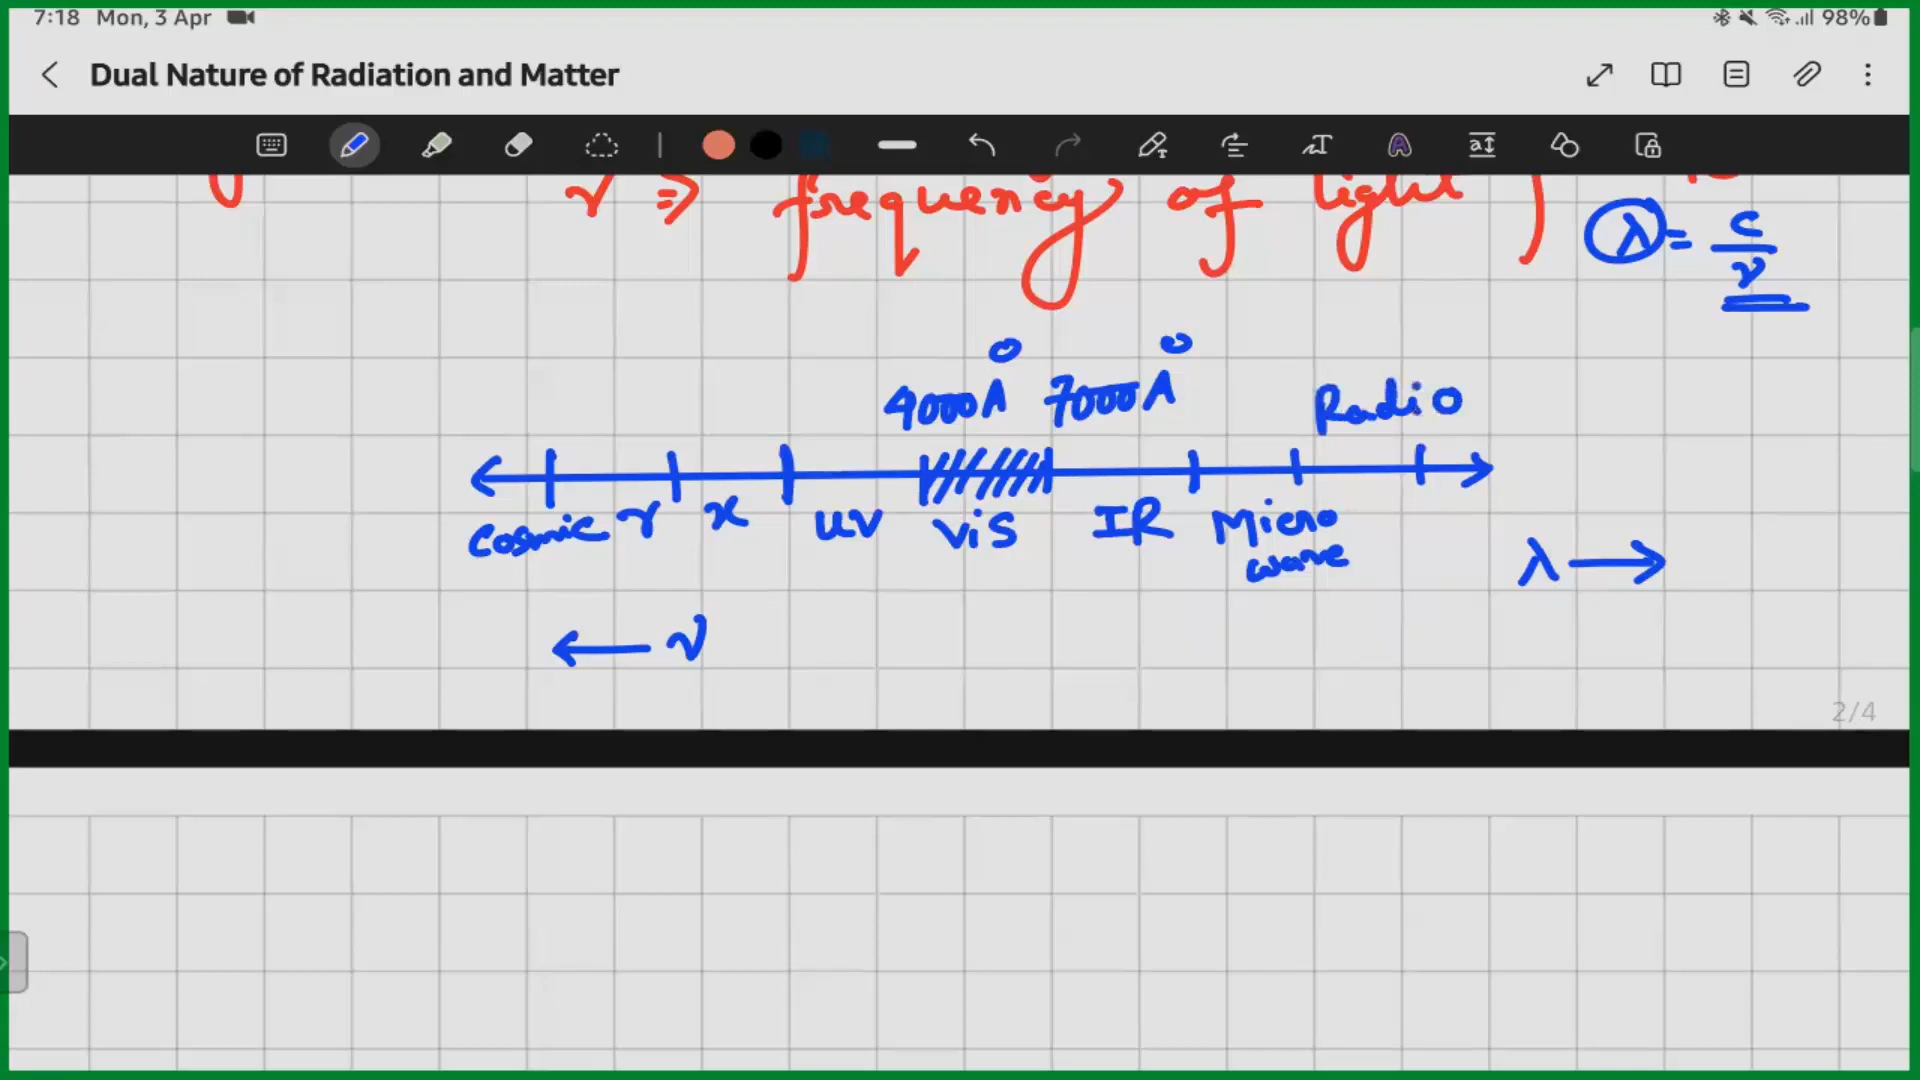 7:18 Mon, 3 Apr
98%
Dual Nature of Radiation and Matter
ν ⇒ frequency of light
λ = c/ν
4000Å 7000Å
Radio
Cosmic γ x UV ViS IR Micro wave
λ →
← ν
2/4